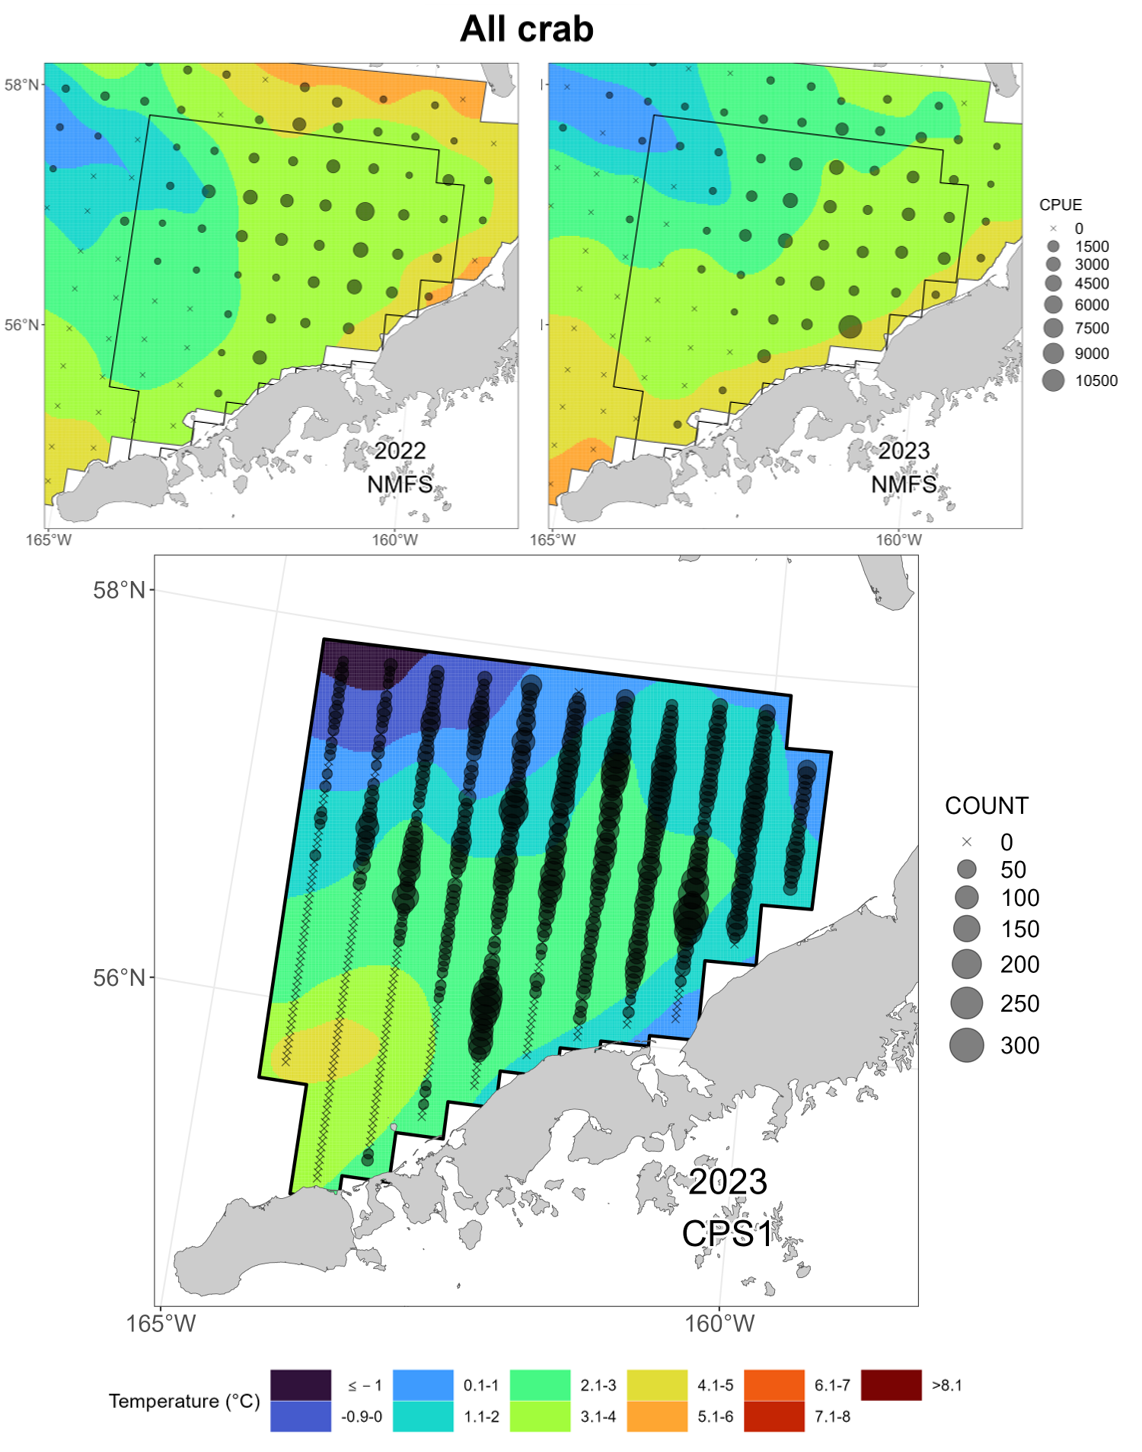 All crab
58°N
56°N
165°W
160°W
2022
NMFS
165°W
160°W
2023
NMFS
CPUE
0
1500
3000
4500
6000
7500
9000
10500
58°N
56°N
165°W
160°W
2023
CPS1
COUNT
0
50
100
150
200
250
300
Temperature (°C)
≤ − 1
0.1-1
2.1-3
4.1-5
6.1-7
>8.1
-0.9-0
1.1-2
3.1-4
5.1-6
7.1-8